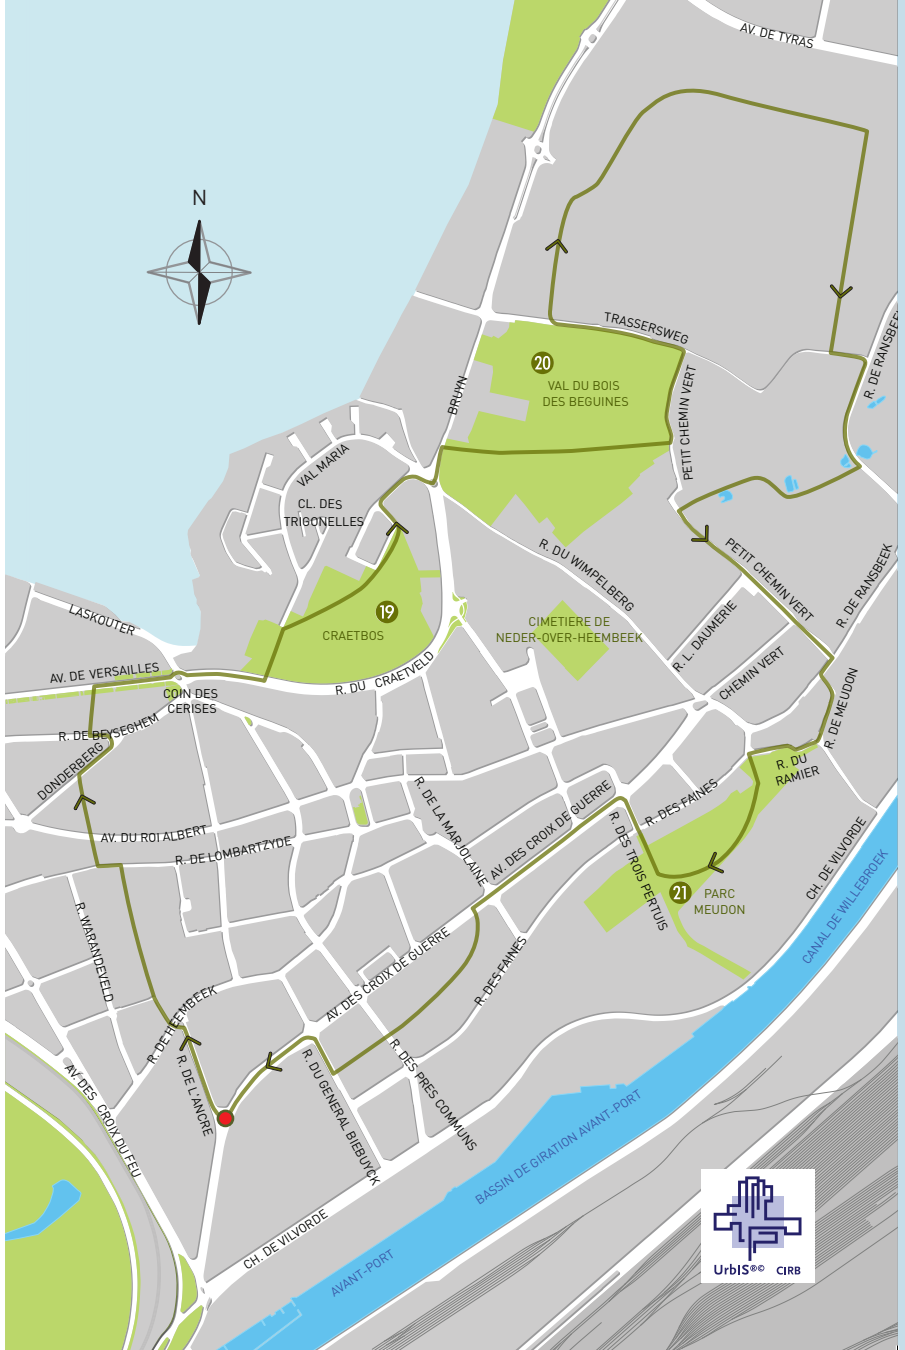 AV. DE TYRAS
N
TRASSERSWEG
R. DE RANSBEEK
20
VAL DU BOIS
DES BEGUINES
BRUYN
PETIT CHEMIN VERT
VAL MARIA
CL. DES
TRIGONELLES
R. DU WIMPELBERG
PETIT CHEMIN VERT
R. DE RANSBEEK
LASKOUTER
19
CRAETBOS
CIMETIERE DE
NEDER-OVER-HEEMBEEK
R. L. DAUMERIE
CHEMIN VERT
AV. DE VERSAILLES
R. DU CRAETVELD
COIN DES
CERISES
R. DE BEYSEGHEM
DONDERBERG
R. DE MEUDON
R. DU
RAMIER
AV. DU ROI ALBERT
R. DE LOMBARTZYDE
R. DE LA MARJOLAINE
AV. DES CROIX DE GUERRE
R. DES FAINES
R. DES TROIS PERTUIS
CH. DE VILVORDE
CANAL DE WILLEBROEK
21
PARC
MEUDON
R. WARANDEVELD
AV. DES CROIX DE GUERRE
R. DES FAINES
R. DE HEEMBEEK
R. DE L'ANCRE
AV. DES CROIX DU FEU
R. DU GENERAL BIEBUYCK
R. DES PRES COMMUNS
BASSIN DE GIRATION AVANT-PORT
CH. DE VILVORDE
AVANT-PORT
UrbIS®© CIRB